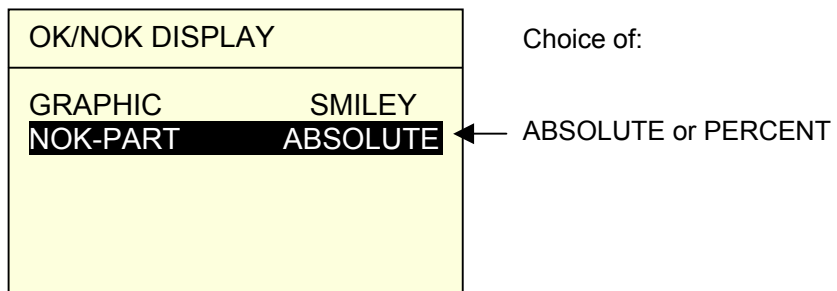 OK/NOK DISPLAY
Choice of:
GRAPHIC SMILEY
NOK-PART ABSOLUTE
ABSOLUTE or PERCENT